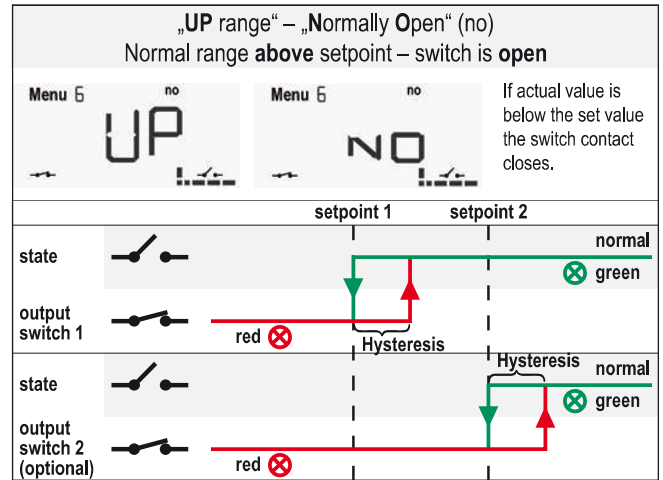 „UP range“ – „Normally Open“ (no)
Normal range above setpoint – switch is open
Menu 6 no
UP
Menu 6 no
NO
If actual value is
below the set value
the switch contact
closes.
setpoint 1 setpoint 2
state
normal
green
output
switch 1
red
Hysteresis
Hysteresis
state
normal
green
output
switch 2
(optional)
red